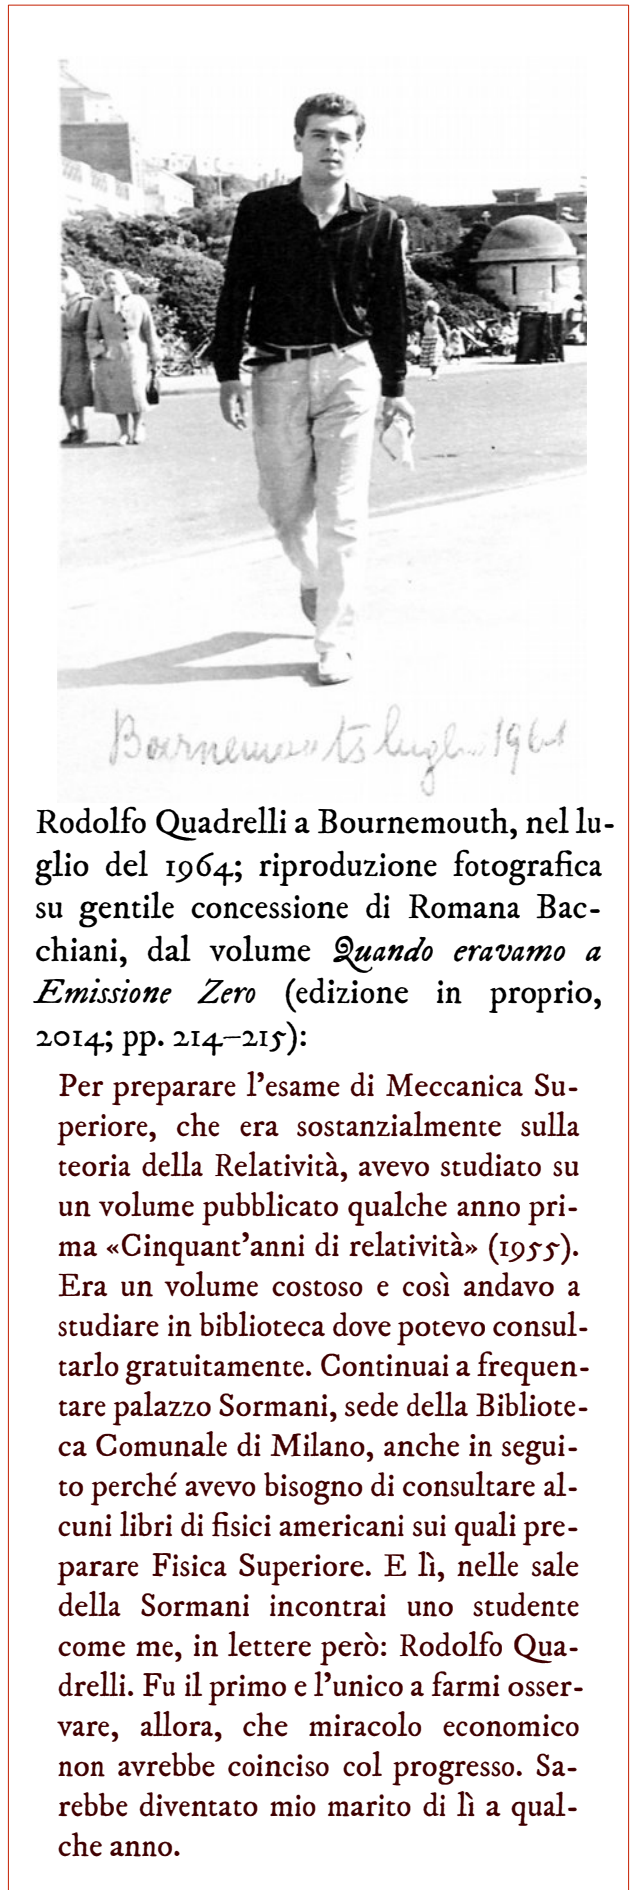 Bournemouth luglio 1964
Rodolfo Quadrelli a Bournemouth, nel lu-
glio del 1964; riproduzione fotografica
su gentile concessione di Romana Bac-
chiani, dal volume Quando eravamo a
Emissione Zero (edizione in proprio,
2014; pp. 214–215):
Per preparare l'esame di Meccanica Su-
periore, che era sostanzialmente sulla
teoria della Relatività, avevo studiato su
un volume pubblicato qualche anno pri-
ma «Cinquant'anni di relatività» (1955).
Era un volume costoso e così andavo a
studiare in biblioteca dove potevo consul-
tarlo gratuitamente. Continuai a frequen-
tare palazzo Sormani, sede della Bibliote-
ca Comunale di Milano, anche in segui-
to perché avevo bisogno di consultare al-
cuni libri di fisici americani sui quali pre-
parare Fisica Superiore. E lì, nelle sale
della Sormani incontrai uno studente
come me, in lettere però: Rodolfo Qua-
drelli. Fu il primo e l'unico a farmi osser-
vare, allora, che miracolo economico
non avrebbe coinciso col progresso. Sa-
rebbe diventato mio marito di lì a qual-
che anno.